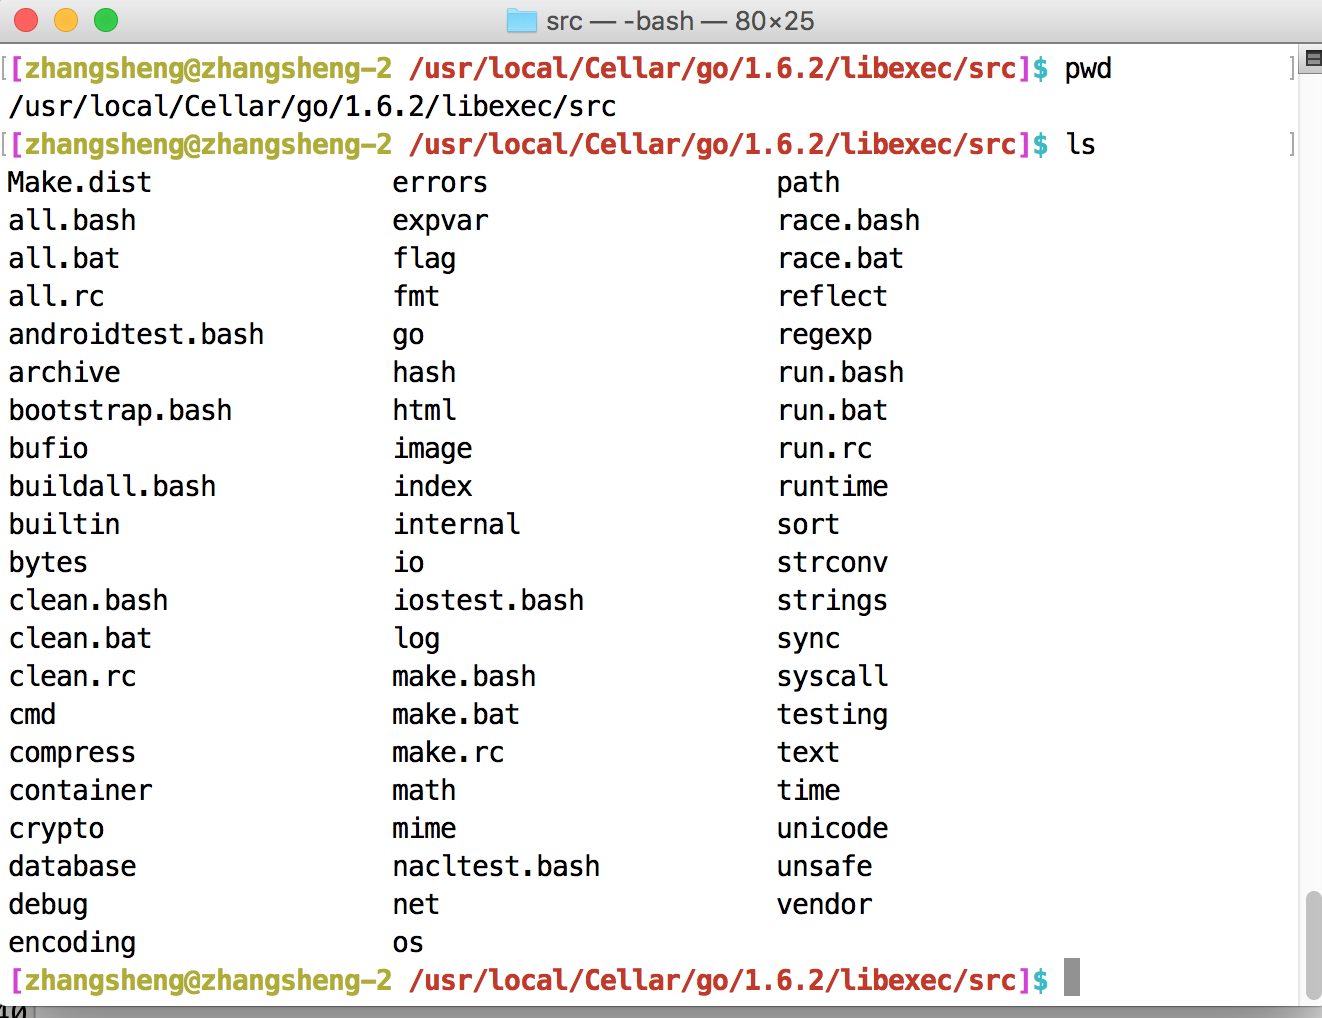 src — -bash — 80×25
[[zhangsheng@zhangsheng-2 /usr/local/Cellar/go/1.6.2/libexec/src]$ pwd ]
/usr/local/Cellar/go/1.6.2/libexec/src
[[zhangsheng@zhangsheng-2 /usr/local/Cellar/go/1.6.2/libexec/src]$ ls ]
Make.dist errors path
all.bash expvar race.bash
all.bat flag race.bat
all.rc fmt reflect
androidtest.bash go regexp
archive hash run.bash
bootstrap.bash html run.bat
bufio image run.rc
buildall.bash index runtime
builtin internal sort
bytes io strconv
clean.bash iostest.bash strings
clean.bat log sync
clean.rc make.bash syscall
cmd make.bat testing
compress make.rc text
container math time
crypto mime unicode
database nacltest.bash unsafe
debug net vendor
encoding os
[zhangsheng@zhangsheng-2 /usr/local/Cellar/go/1.6.2/libexec/src]$